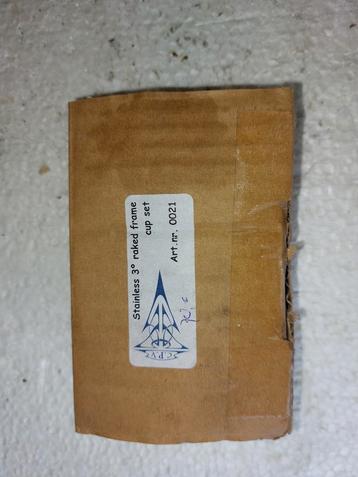 Stainless 3° raked frame
cup set
Art.nr. 0021